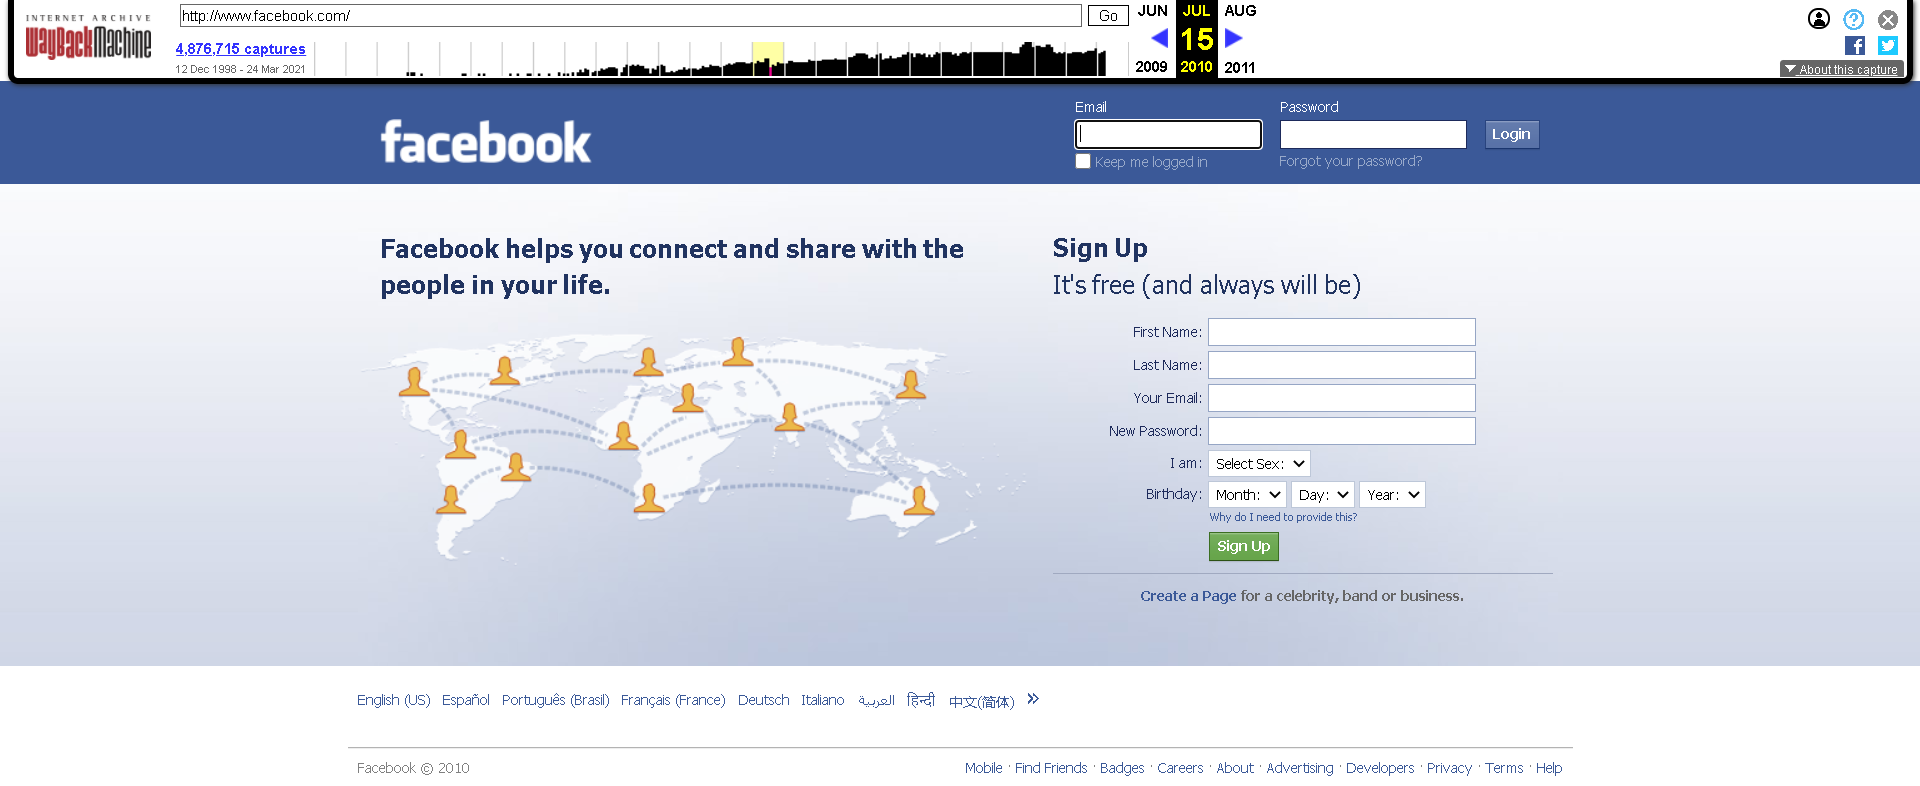 INTERNET ARCHIVE
WayBackMachine
http://www.facebook.com/
Go
JUN JUL AUG
4,876,715 captures
15
12 Dec 1998 - 24 Mar 2021
2009 2010 2011
About this capture
facebook
Email
Password
Login
Keep me logged in
Forgot your password?
Facebook helps you connect and share with the
people in your life.
Sign Up
It's free (and always will be)
First Name:
Last Name:
Your Email:
New Password:
I am: Select Sex:
Birthday: Month: Day: Year:
Why do I need to provide this?
Sign Up
Create a Page for a celebrity, band or business.
English (US) Español Português (Brasil) Français (France) Deutsch Italiano العربية हिन्दी 中文(简体) »
Facebook © 2010
Mobile · Find Friends · Badges · Careers · About · Advertising · Developers · Privacy · Terms · Help